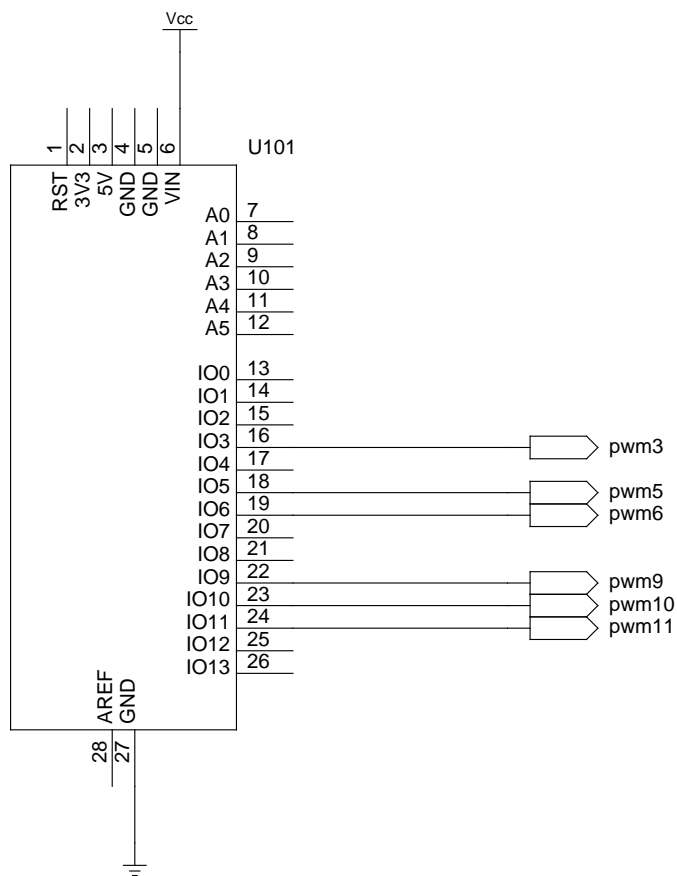 Vcc
1 2 3 4 5 6
U101
RST 3V3 5V GND GND VIN
A0 7
A1 8
A2 9
A3 10
A4 11
A5 12
IO0 13
IO1 14
IO2 15
IO3 16 pwm3
IO4 17
IO5 18 pwm5
IO6 19 pwm6
IO7 20
IO8 21
IO9 22 pwm9
IO10 23 pwm10
IO11 24 pwm11
IO12 25
IO13 26
AREF GND
28 27